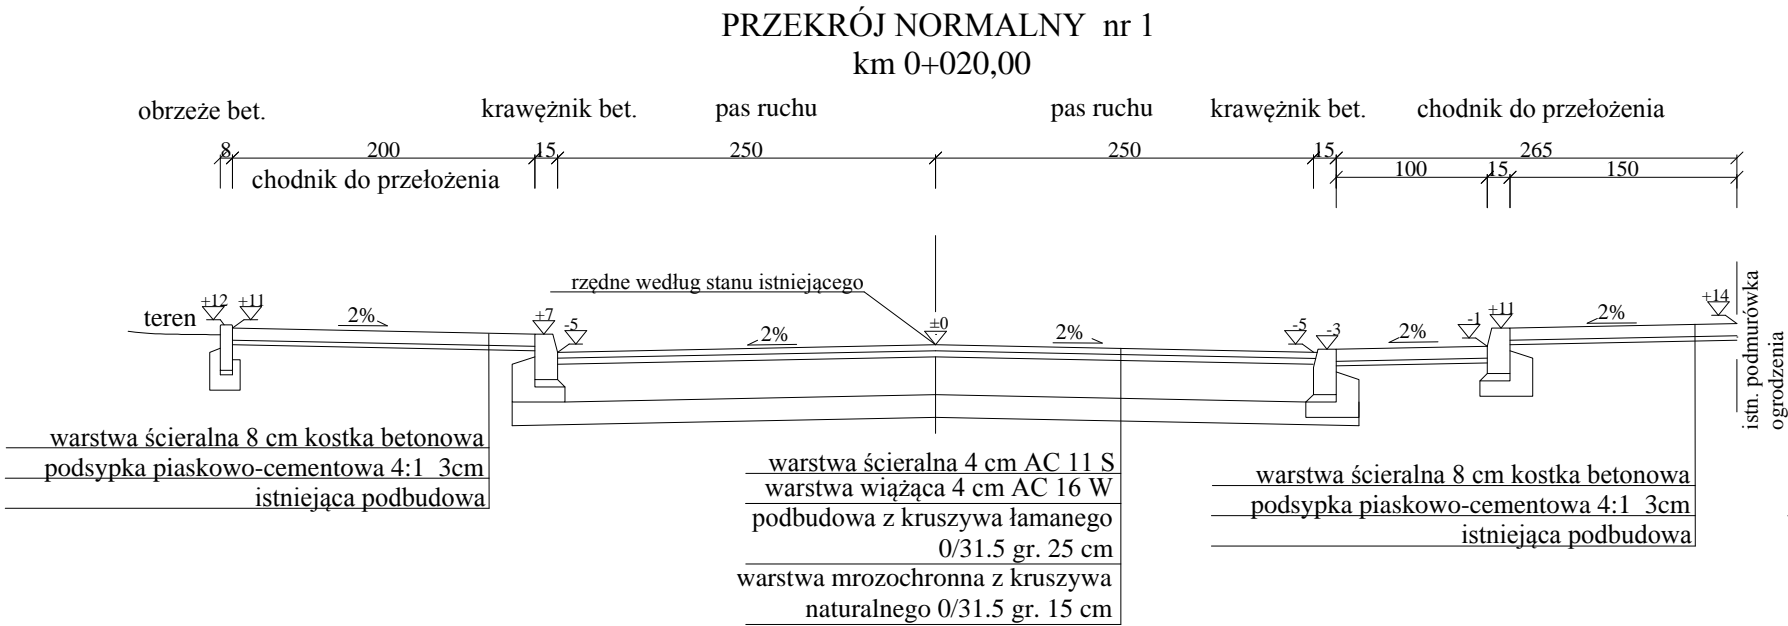 PRZEKRÓJ NORMALNY nr 1
km 0+020,00
obrzeże bet.
krawężnik bet.
pas ruchu
pas ruchu
krawężnik bet.
chodnik do przełożenia
8
200
15
250
250
15
265
100
15
150
chodnik do przełożenia
rzędne według stanu istniejącego
teren
+12
+11
2%
+7
-5
2%
±0
2%
-5
-3
2%
-1
+11
2%
+14
istn. podmurówka
ogrodzenia
warstwa ścieralna 8 cm kostka betonowa
podsypka piaskowo-cementowa 4:1 3cm
istniejąca podbudowa
warstwa ścieralna 4 cm AC 11 S
warstwa wiążąca 4 cm AC 16 W
podbudowa z kruszywa łamanego
0/31.5 gr. 25 cm
warstwa mrozochronna z kruszywa
naturalnego 0/31.5 gr. 15 cm
warstwa ścieralna 8 cm kostka betonowa
podsypka piaskowo-cementowa 4:1 3cm
istniejąca podbudowa